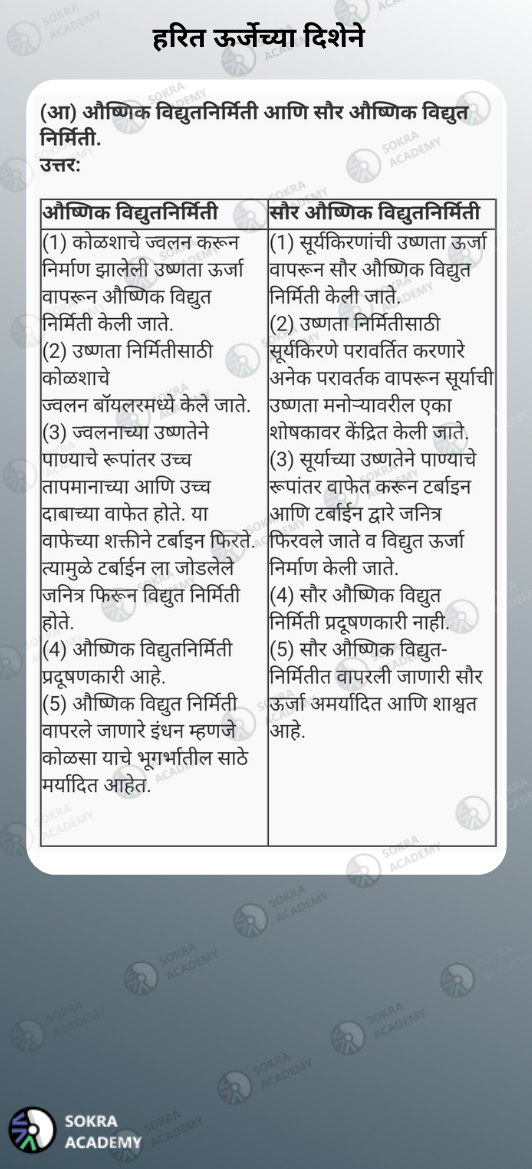 हरित ऊर्जेच्या दिशेने
(आ) औष्णिक विद्युतनिर्मिती आणि सौर औष्णिक विद्युत
निर्मिती.
उत्तर:
औष्णिक विद्युतनिर्मिती
(1) कोळशाचे ज्वलन करून
निर्माण झालेली उष्णता ऊर्जा
वापरून औष्णिक विद्युत
निर्मिती केली जाते.
(2) उष्णता निर्मितीसाठी
कोळशाचे
ज्वलन बॉयलरमध्ये केले जाते.
(3) ज्वलनाच्या उष्णतेने
पाण्याचे रूपांतर उच्च
तापमानाच्या आणि उच्च
दाबाच्या वाफेत होते. या
वाफेच्या शक्तीने टर्बाइन फिरते.
त्यामुळे टर्बाईन ला जोडलेले
जनित्र फिरून विद्युत निर्मिती
होते.
(4) औष्णिक विद्युतनिर्मिती
प्रदूषणकारी आहे.
(5) औष्णिक विद्युत निर्मिती
वापरले जाणारे इंधन म्हणजे
कोळसा याचे भूगर्भातील साठे
मर्यादित आहेत.
सौर औष्णिक विद्युतनिर्मिती
(1) सूर्यकिरणांची उष्णता ऊर्जा
वापरून सौर औष्णिक विद्युत
निर्मिती केली जाते.
(2) उष्णता निर्मितीसाठी
सूर्यकिरणे परावर्तित करणारे
अनेक परावर्तक वापरून सूर्याची
उष्णता मनोऱ्यावरील एका
शोषकावर केंद्रित केली जाते.
(3) सूर्याच्या उष्णतेने पाण्याचे
रूपांतर वाफेत करून टर्बाइन
आणि टर्बाईन द्वारे जनित्र
फिरवले जाते व विद्युत ऊर्जा
निर्माण केली जाते.
(4) सौर औष्णिक विद्युत
निर्मिती प्रदूषणकारी नाही.
(5) सौर औष्णिक विद्युत-
निर्मितीत वापरली जाणारी सौर
ऊर्जा अमर्यादित आणि शाश्वत
आहे.
SOKRA
ACADEMY